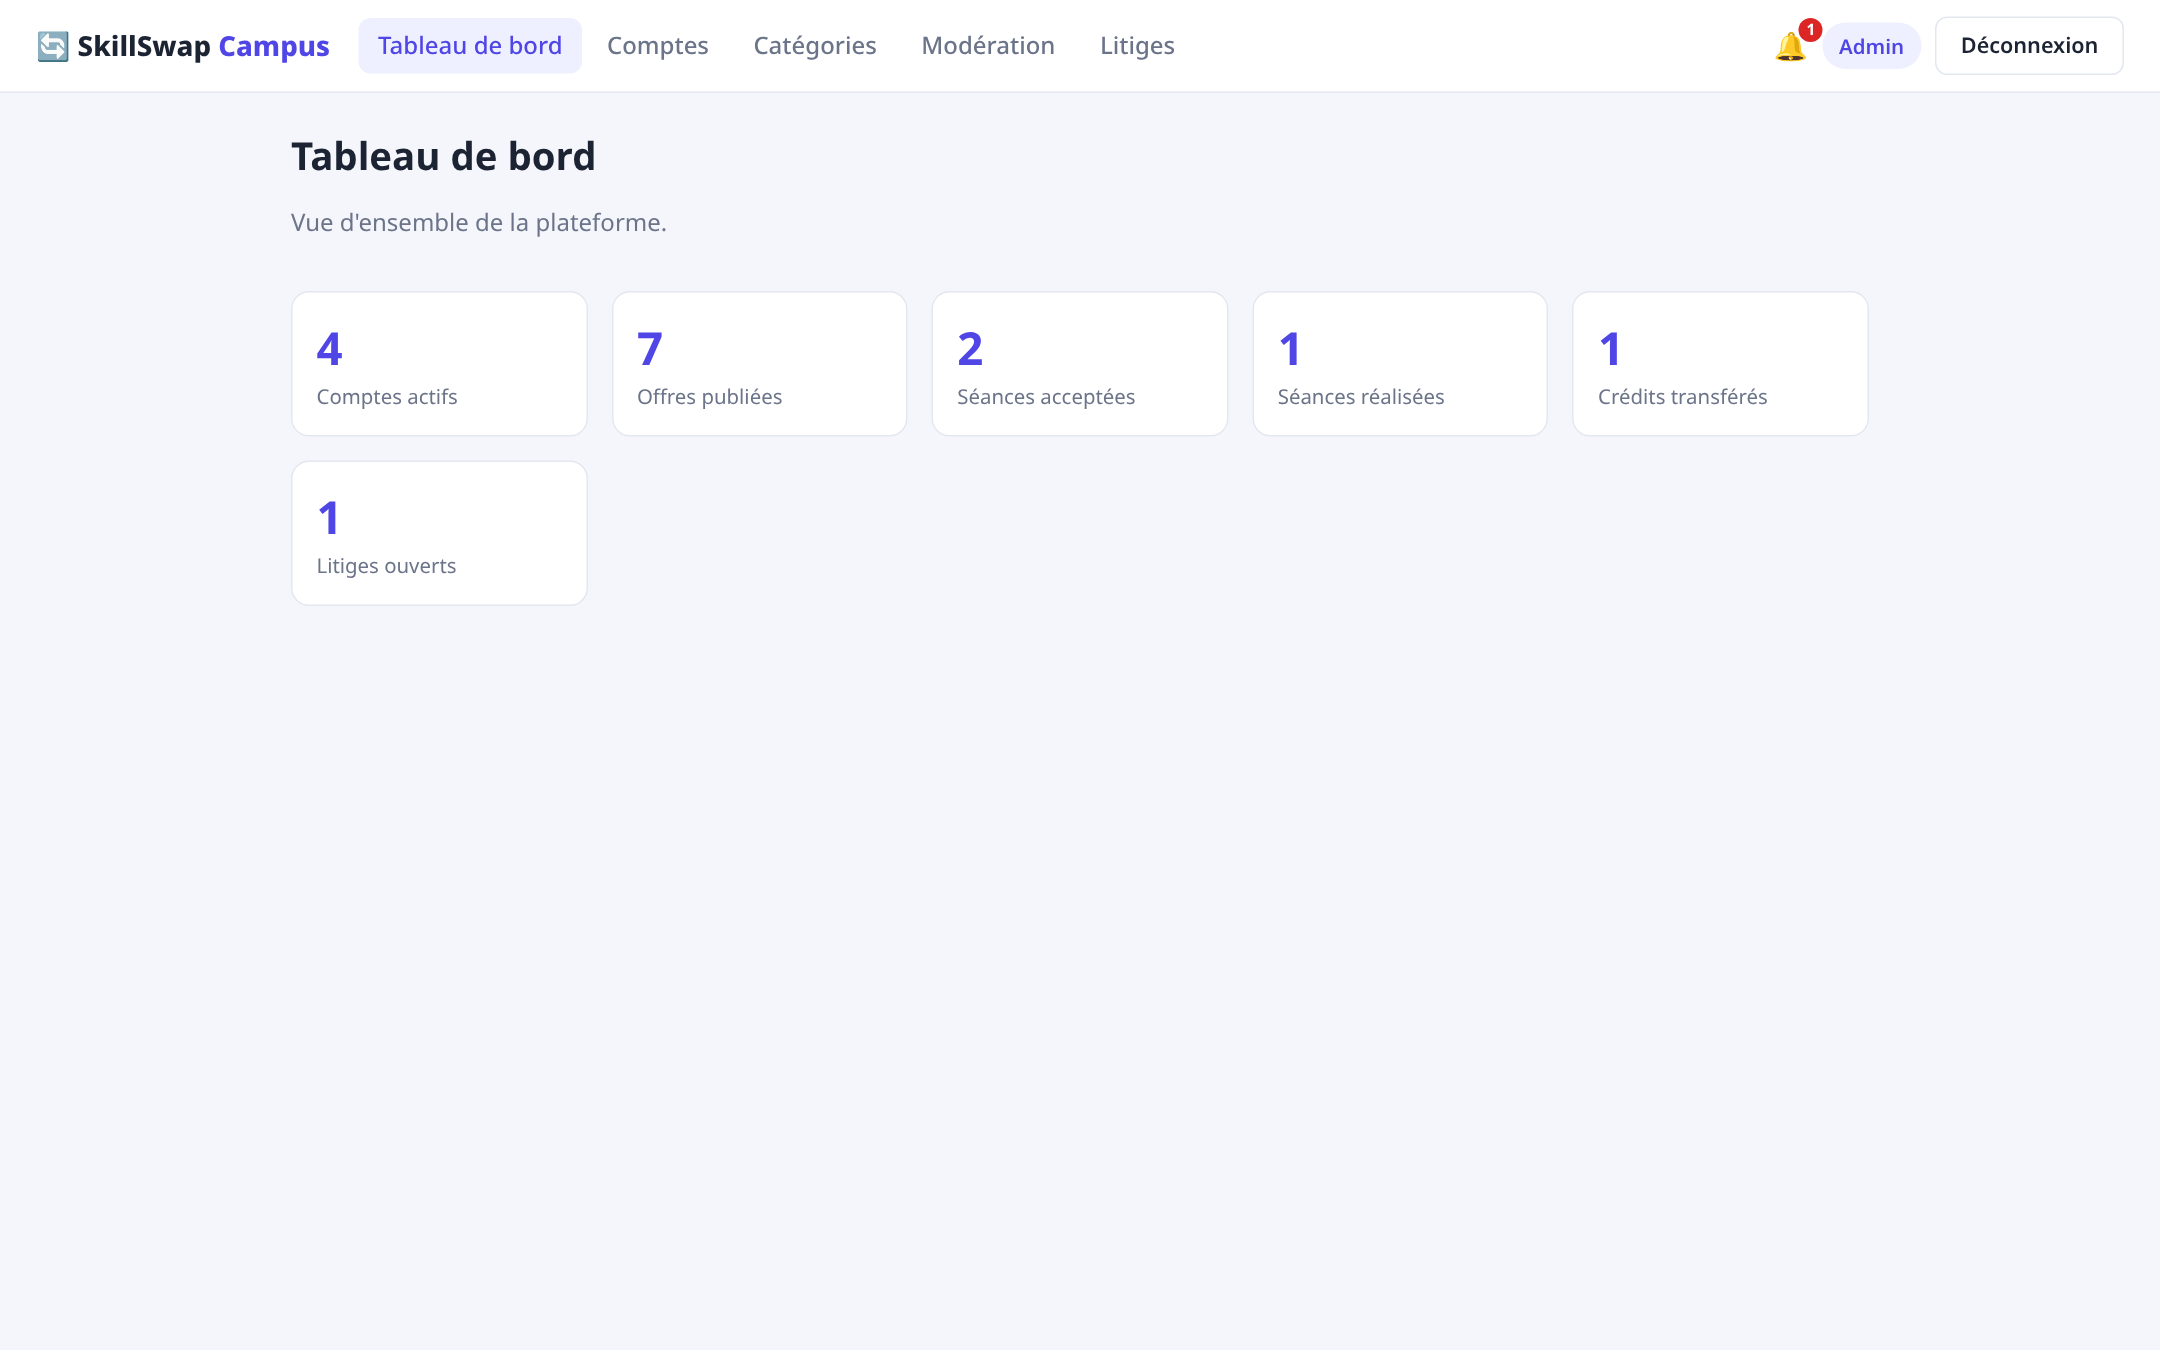 SkillSwap Campus Tableau de bord Comptes Catégories Modération Litiges 1 Admin Déconnexion
Tableau de bord
Vue d'ensemble de la plateforme.
4
Comptes actifs
7
Offres publiées
2
Séances acceptées
1
Séances réalisées
1
Crédits transférés
1
Litiges ouverts